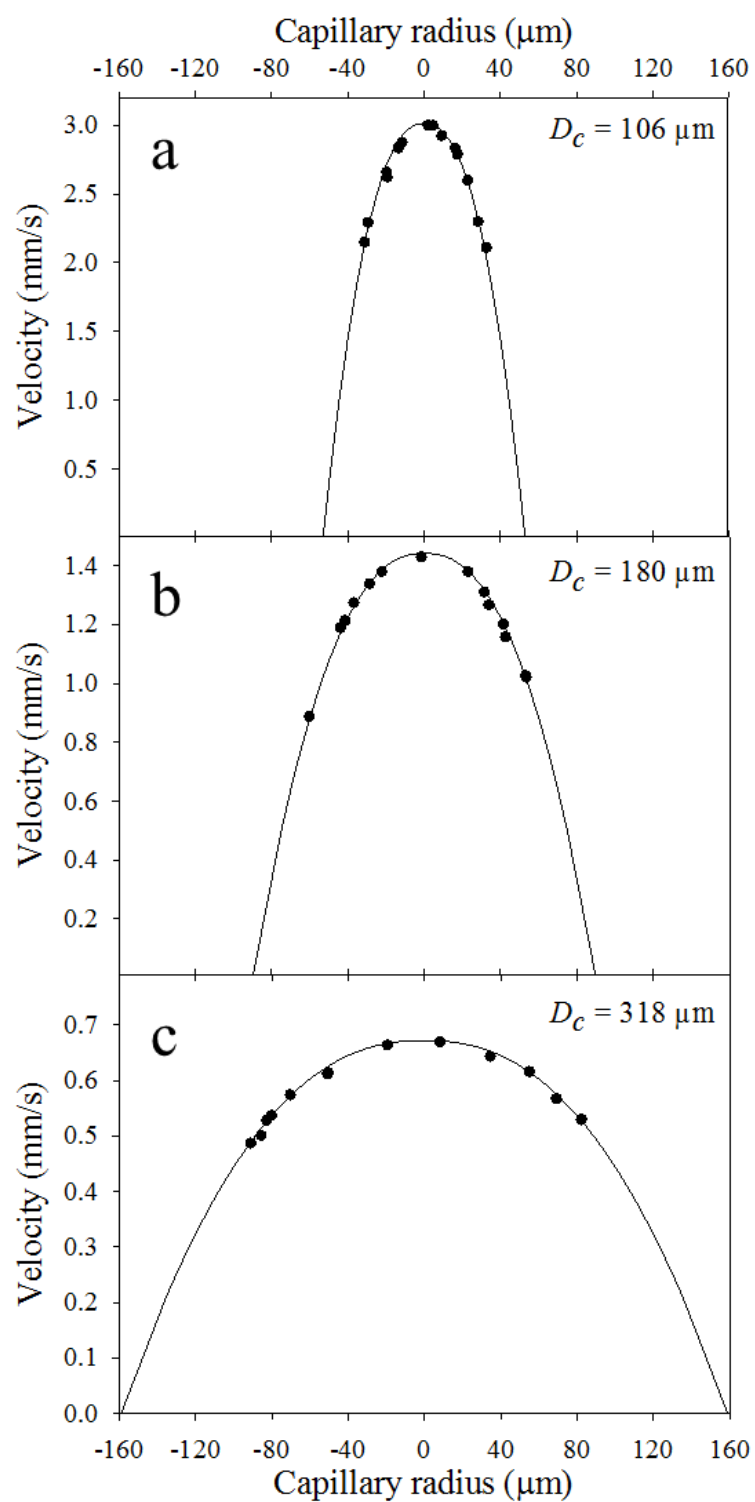 Capillary radius (µm)
-160 -120 -80 -40 0 40 80 120 160
a
D_c = 106 µm
3.0
2.5
2.0
1.5
1.0
0.5
Velocity (mm/s)
b
D_c = 180 µm
1.4
1.2
1.0
0.8
0.6
0.4
0.2
Velocity (mm/s)
c
D_c = 318 µm
0.7
0.6
0.5
0.4
0.3
0.2
0.1
0.0
Velocity (mm/s)
-160 -120 -80 -40 0 40 80 120 160
Capillary radius (µm)